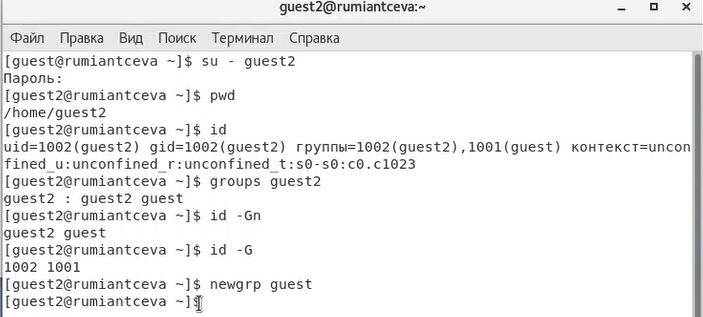 guest2@rumiantceva:~
Файл Правка Вид Поиск Терминал Справка
[guest@rumiantceva ~]$ su - guest2
Пароль:
[guest2@rumiantceva ~]$ pwd
/home/guest2
[guest2@rumiantceva ~]$ id
uid=1002(guest2) gid=1002(guest2) группы=1002(guest2),1001(guest) контекст=uncon
fined_u:unconfined_r:unconfined_t:s0-s0:c0.c1023
[guest2@rumiantceva ~]$ groups guest2
guest2 : guest2 guest
[guest2@rumiantceva ~]$ id -Gn
guest2 guest
[guest2@rumiantceva ~]$ id -G
1002 1001
[guest2@rumiantceva ~]$ newgrp guest
[guest2@rumiantceva ~]$